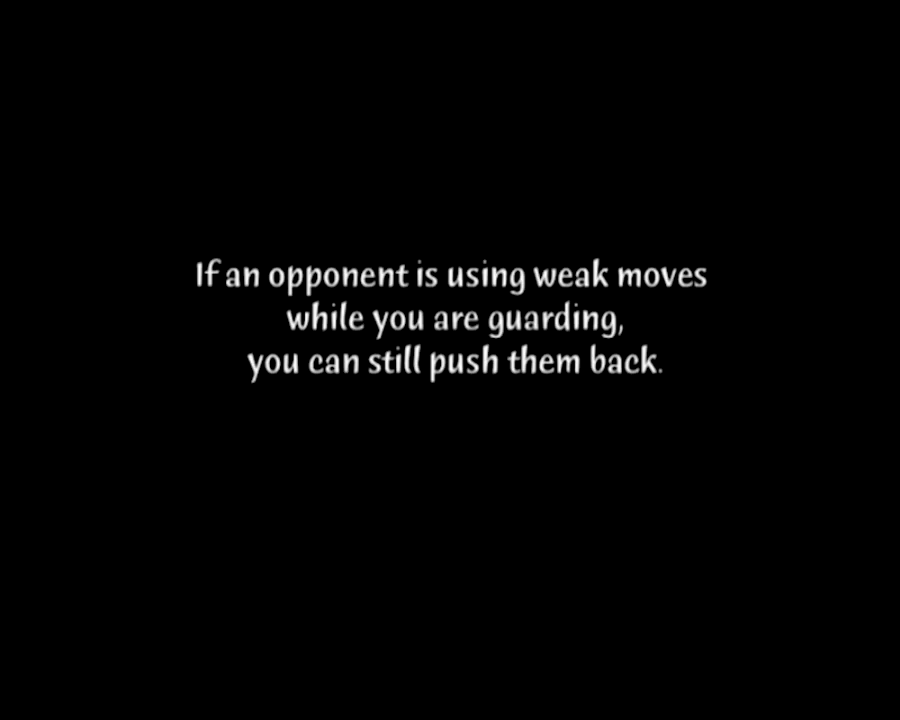 If an opponent is using weak moves
while you are guarding,
you can still push them back.